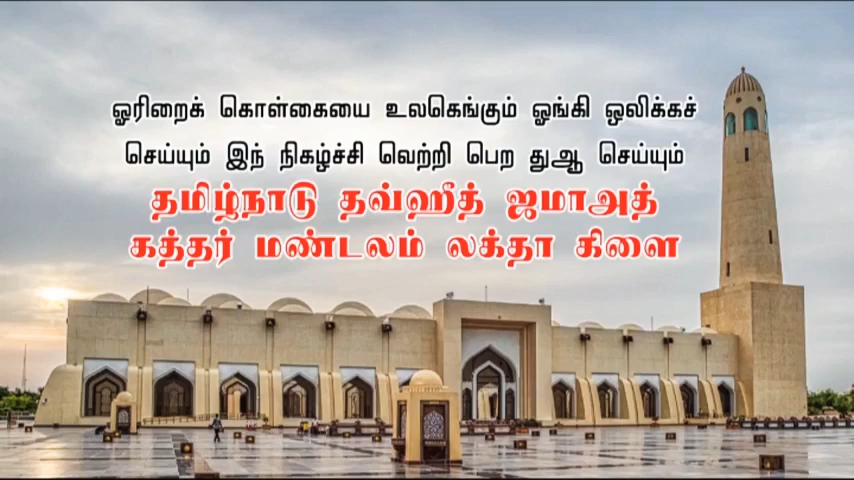 ஓரிறைக் கொள்கையை உலகெங்கும் ஓங்கி ஒலிக்கச்
செய்யும் இந் நிகழ்ச்சி வெற்றி பெற துஆ செய்யும்
தமிழ்நாடு தவ்ஹீத் ஜமாஅத்
கத்தர் மண்டலம் லக்தா கிளை